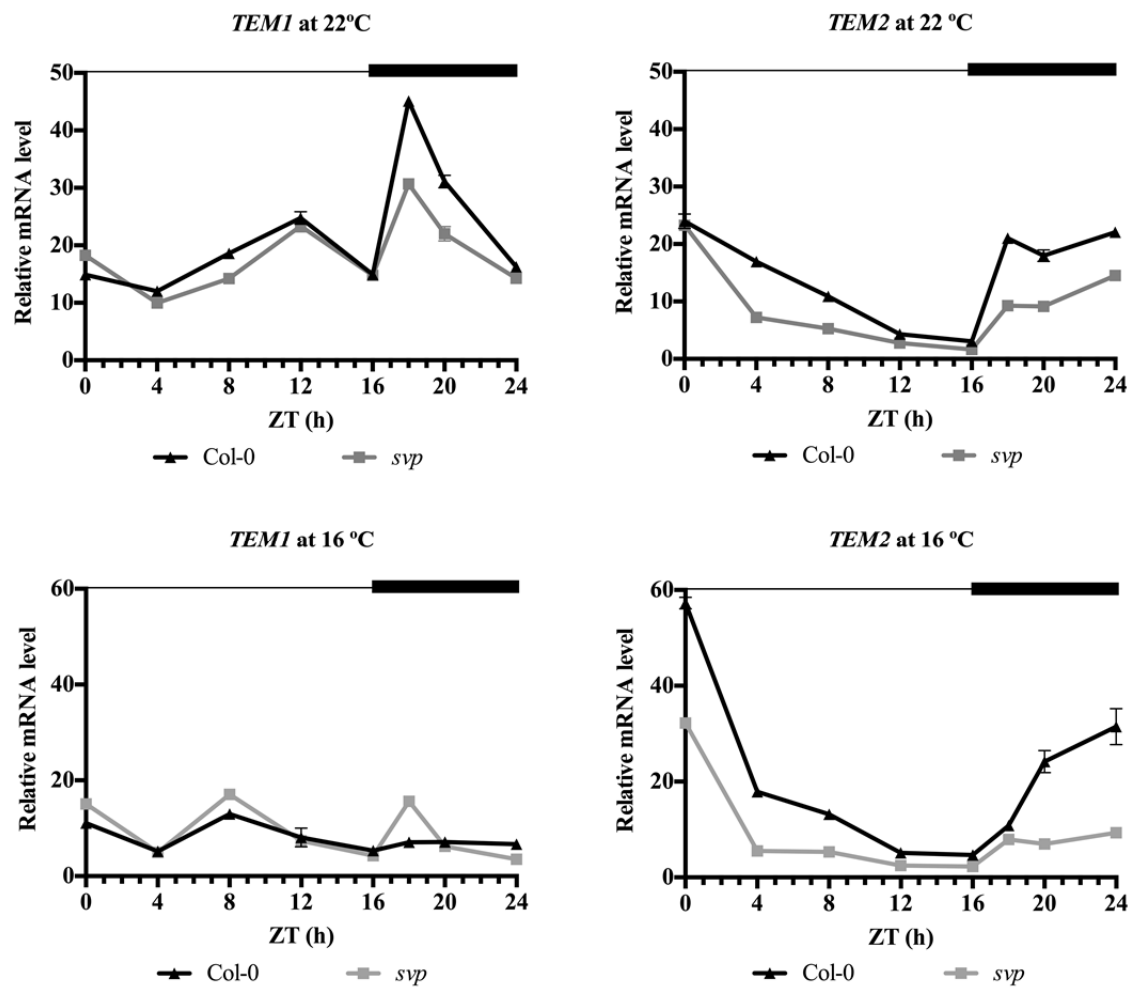 TEM1 at 22ºC
50
40
30
20
10
0
Relative mRNA level
0 4 8 12 16 20 24
ZT (h)
Col-0 svp
TEM2 at 22 ºC
50
40
30
20
10
0
Relative mRNA level
0 4 8 12 16 20 24
ZT (h)
Col-0 svp
TEM1 at 16 ºC
60
40
20
0
Relative mRNA level
0 4 8 12 16 20 24
ZT (h)
Col-0 svp
TEM2 at 16 ºC
60
40
20
0
Relative mRNA level
0 4 8 12 16 20 24
ZT (h)
Col-0 svp